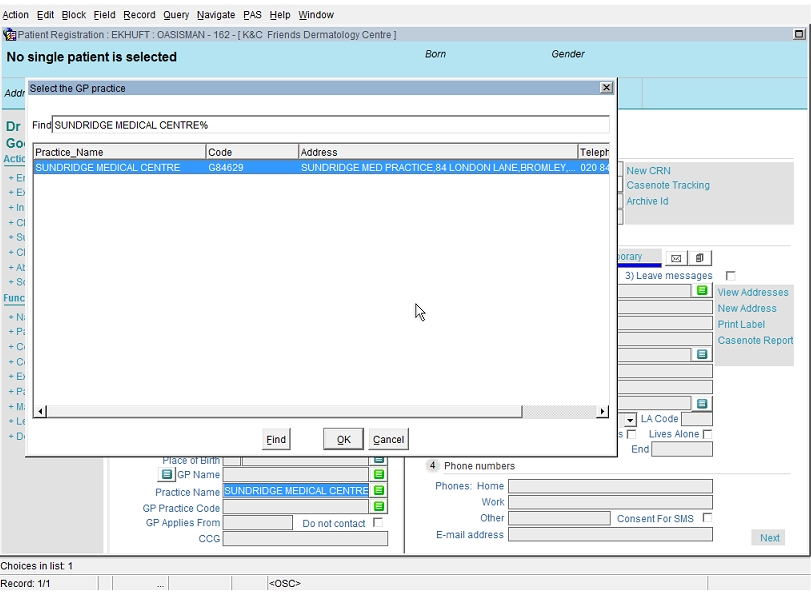 Action Edit Block Field Record Query Navigate PAS Help Window
Patient Registration : EKHUFT : OASISMAN - 162 - [ K&C Friends Dermatology Centre ]
No single patient is selected
Born
Gender
Addr
Select the GP practice
Find SUNDRIDGE MEDICAL CENTRE%
Practice_Name Code Address Teleph
SUNDRIDGE MEDICAL CENTRE G84629 SUNDRIDGE MED PRACTICE,84 LONDON LANE,BROMLEY,... 020 84
Find OK Cancel
Dr
Goo
Actio
+ Er
+ Ex
+ In
+ Cl
+ Su
+ Cl
+ Ab
+ Sc
Func
+ Na
+ Pa
+ Co
+ Co
+ Ex
+ Pa
+ Ma
+ Le
+ De
New CRN
Casenote Tracking
Archive Id
porary
3) Leave messages
View Addresses
New Address
Print Label
Casenote Report
LA Code
s Lives Alone
End
Place of Birth
GP Name
Practice Name SUNDRIDGE MEDICAL CENTRE
GP Practice Code
GP Applies From Do not contact
CCG
4 Phone numbers
Phones: Home
Work
Other Consent For SMS
E-mail address
Next
Choices in list: 1
Record: 1/1 ... <OSC>